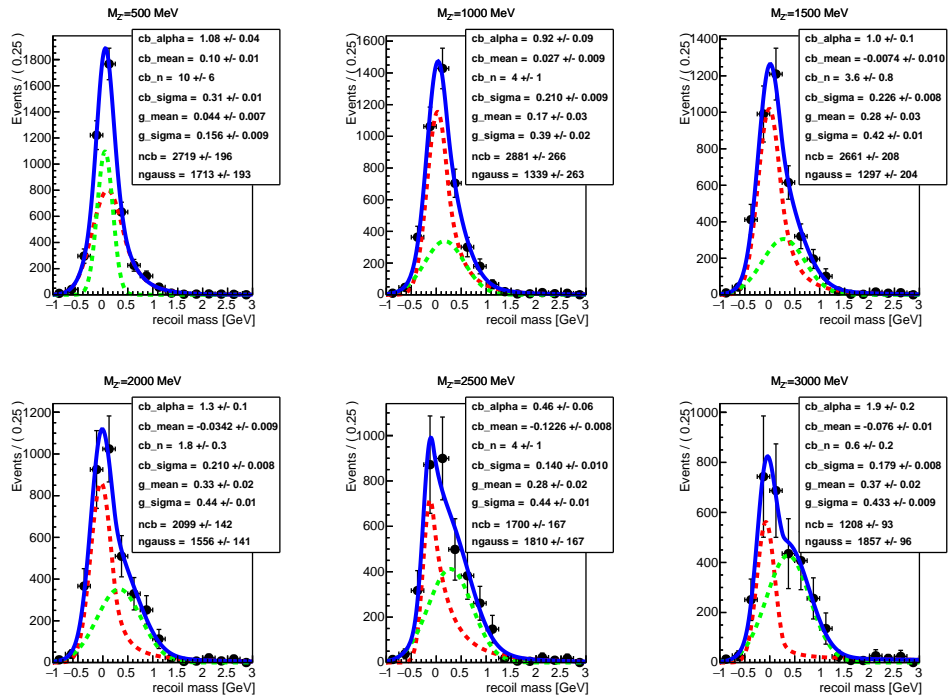 M_Z'=500 MeV
Events / ( 0.25 )
1800
1600
1400
1200
1000
800
600
400
200
0
−1 −0.5 0 0.5 1 1.5 2 2.5 3
recoil mass [GeV]
cb_alpha = 1.08 +/- 0.04
cb_mean = 0.10 +/- 0.01
cb_n = 10 +/- 6
cb_sigma = 0.31 +/- 0.01
g_mean = 0.044 +/- 0.007
g_sigma = 0.156 +/- 0.009
ncb = 2719 +/- 196
ngauss = 1713 +/- 193
M_Z'=1000 MeV
Events / ( 0.25 )
1600
1400
1200
1000
800
600
400
200
0
−1 −0.5 0 0.5 1 1.5 2 2.5 3
recoil mass [GeV]
cb_alpha = 0.92 +/- 0.09
cb_mean = 0.027 +/- 0.009
cb_n = 4 +/- 1
cb_sigma = 0.210 +/- 0.009
g_mean = 0.17 +/- 0.03
g_sigma = 0.39 +/- 0.02
ncb = 2881 +/- 266
ngauss = 1339 +/- 263
M_Z'=1500 MeV
Events / ( 0.25 )
1400
1200
1000
800
600
400
200
0
−1 −0.5 0 0.5 1 1.5 2 2.5 3
recoil mass [GeV]
cb_alpha = 1.0 +/- 0.1
cb_mean = -0.0074 +/- 0.010
cb_n = 3.6 +/- 0.8
cb_sigma = 0.226 +/- 0.008
g_mean = 0.28 +/- 0.03
g_sigma = 0.42 +/- 0.01
ncb = 2661 +/- 208
ngauss = 1297 +/- 204
M_Z'=2000 MeV
Events / ( 0.25 )
1200
1000
800
600
400
200
0
−1 −0.5 0 0.5 1 1.5 2 2.5 3
recoil mass [GeV]
cb_alpha = 1.3 +/- 0.1
cb_mean = -0.0342 +/- 0.009
cb_n = 1.8 +/- 0.3
cb_sigma = 0.210 +/- 0.008
g_mean = 0.33 +/- 0.02
g_sigma = 0.44 +/- 0.01
ncb = 2099 +/- 142
ngauss = 1556 +/- 141
M_Z'=2500 MeV
Events / ( 0.25 )
1000
800
600
400
200
0
−1 −0.5 0 0.5 1 1.5 2 2.5 3
recoil mass [GeV]
cb_alpha = 0.46 +/- 0.06
cb_mean = -0.1226 +/- 0.008
cb_n = 4 +/- 1
cb_sigma = 0.140 +/- 0.010
g_mean = 0.28 +/- 0.02
g_sigma = 0.44 +/- 0.01
ncb = 1700 +/- 167
ngauss = 1810 +/- 167
M_Z'=3000 MeV
Events / ( 0.25 )
1000
800
600
400
200
0
−1 −0.5 0 0.5 1 1.5 2 2.5 3
recoil mass [GeV]
cb_alpha = 1.9 +/- 0.2
cb_mean = -0.076 +/- 0.01
cb_n = 0.6 +/- 0.2
cb_sigma = 0.179 +/- 0.008
g_mean = 0.37 +/- 0.02
g_sigma = 0.433 +/- 0.009
ncb = 1208 +/- 93
ngauss = 1857 +/- 96